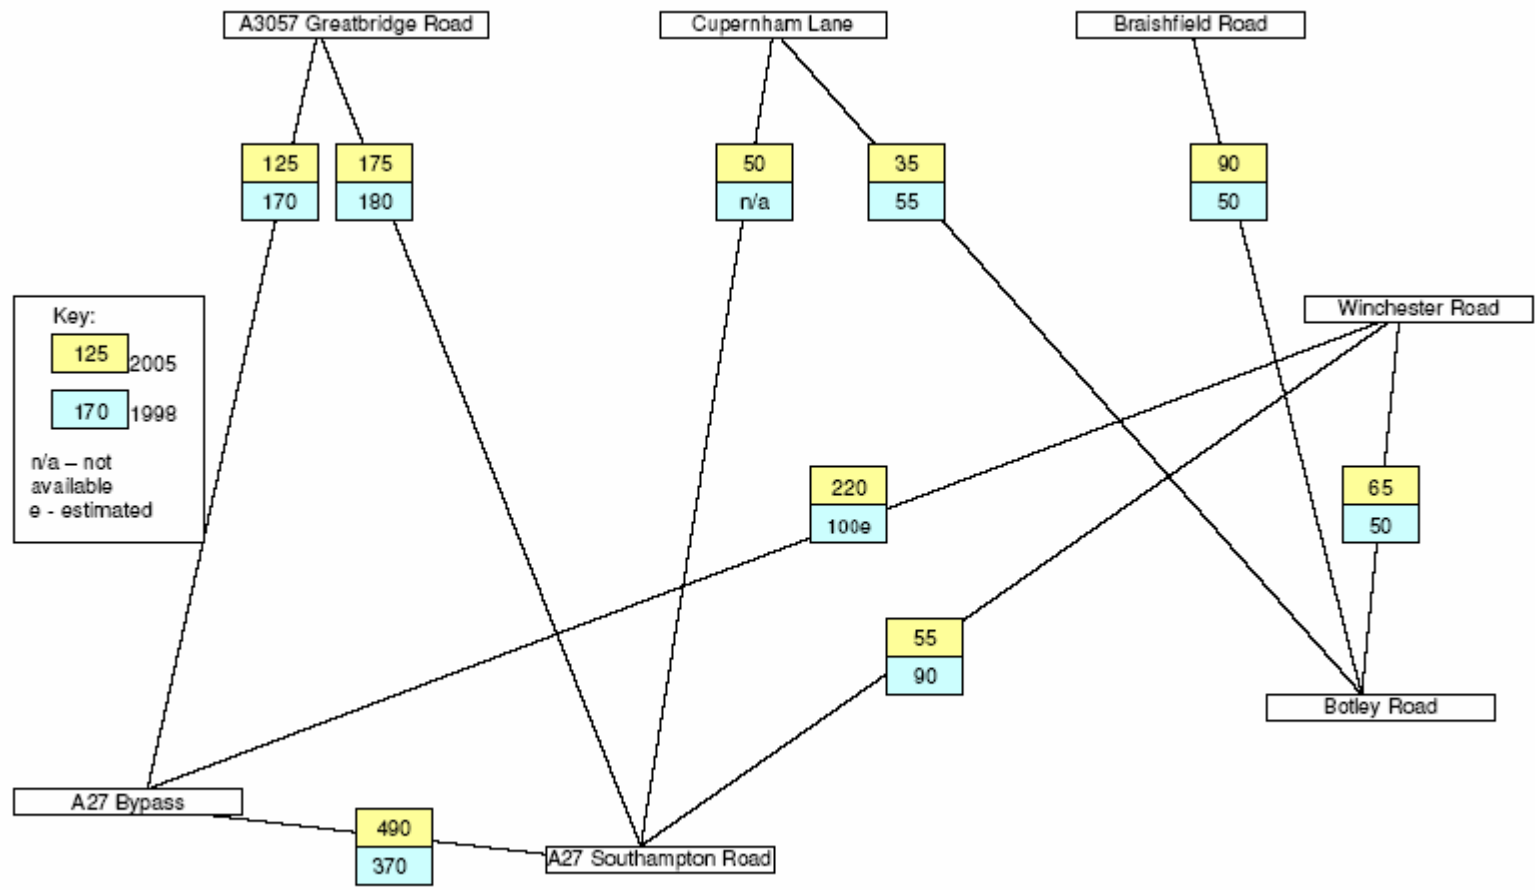 A3057 Greatbridge Road
Cupernham Lane
Braishfield Road
125
175
50
35
90
170
180
n/a
55
50
Winchester Road
Key:
125 2005
170 1998
n/a – not
available
e - estimated
220
65
100e
50
55
90
Botley Road
A27 Bypass
490
370
A27 Southampton Road